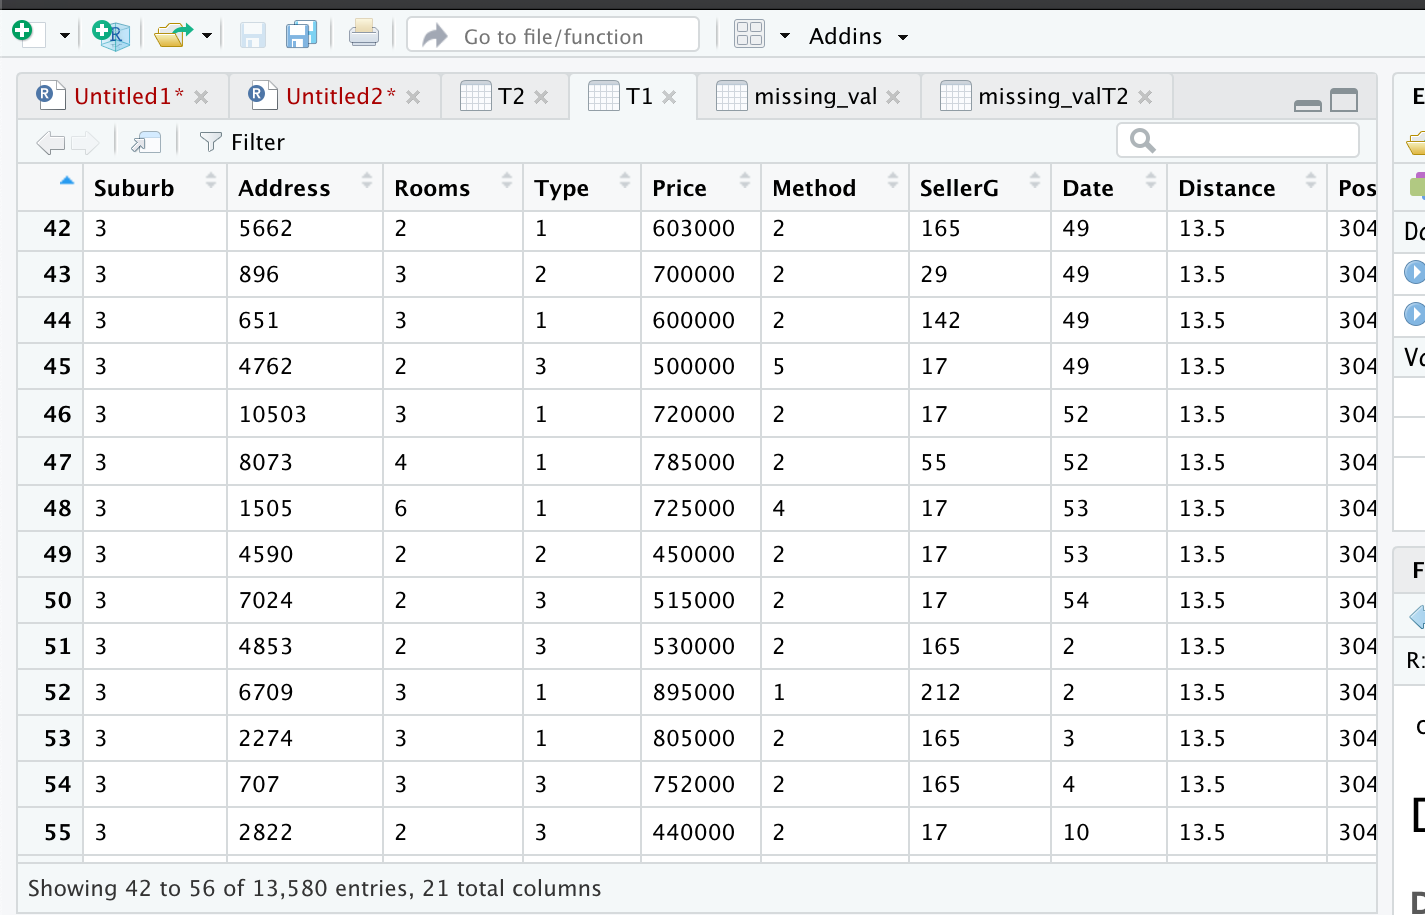 Go to file/function Addins
Untitled1* Untitled2* T2 T1 missing_val missing_valT2
Filter
Suburb Address Rooms Type Price Method SellerG Date Distance Pos
42 3 5662 2 1 603000 2 165 49 13.5 304
43 3 896 3 2 700000 2 29 49 13.5 304
44 3 651 3 1 600000 2 142 49 13.5 304
45 3 4762 2 3 500000 5 17 49 13.5 304
46 3 10503 3 1 720000 2 17 52 13.5 304
47 3 8073 4 1 785000 2 55 52 13.5 304
48 3 1505 6 1 725000 4 17 53 13.5 304
49 3 4590 2 2 450000 2 17 53 13.5 304
50 3 7024 2 3 515000 2 17 54 13.5 304
51 3 4853 2 3 530000 2 165 2 13.5 304
52 3 6709 3 1 895000 1 212 2 13.5 304
53 3 2274 3 1 805000 2 165 3 13.5 304
54 3 707 3 3 752000 2 165 4 13.5 304
55 3 2822 2 3 440000 2 17 10 13.5 304
Showing 42 to 56 of 13,580 entries, 21 total columns
R: